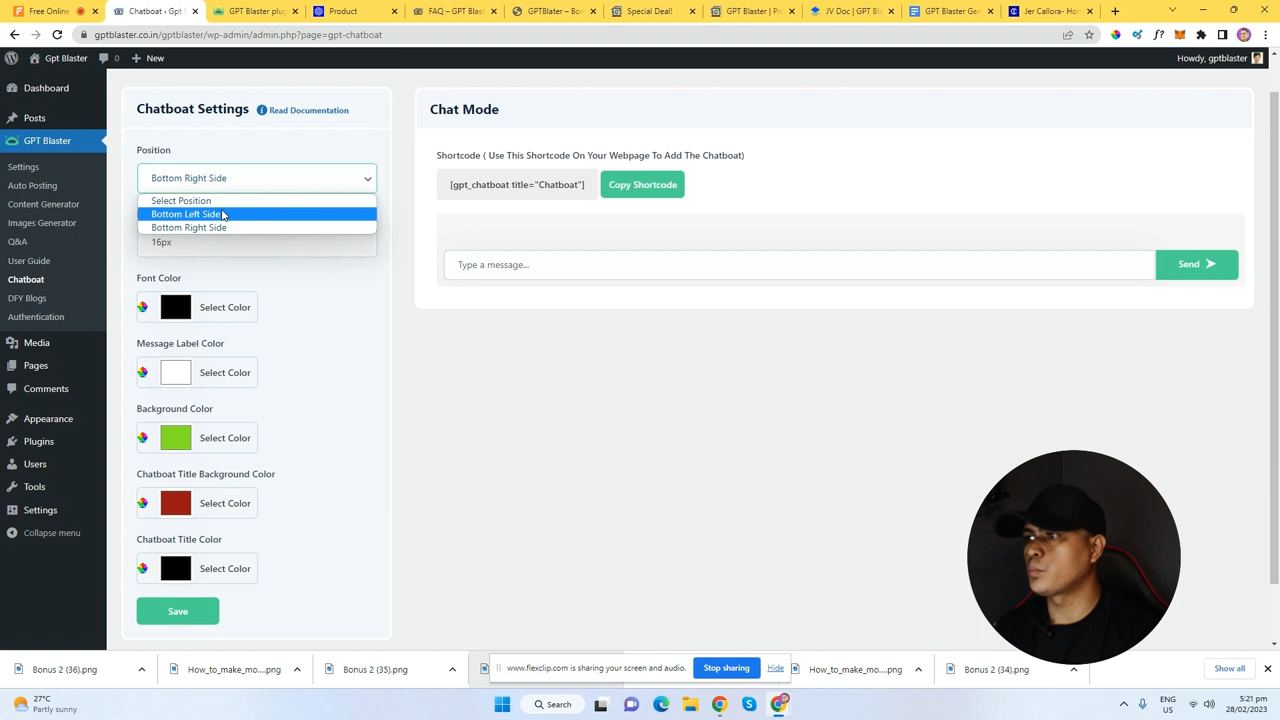 Free Online
Chatboat ‹ Gpt
GPT Blaster plug
Product
FAQ – GPT Blast
GPTBlaster – Bo
Special Deal!
GPT Blaster | Pr
JV Doc | GPT Bl
GPT Blaster Ger
Jer Callora- Hon
gptblaster.co.in/gptblaster/wp-admin/admin.php?page=gpt-chatboat
Gpt Blaster
0
New
Howdy, gptblaster
Dashboard
Posts
GPT Blaster
Settings
Auto Posting
Content Generator
Images Generator
Q&A
User Guide
Chatboat
DFY Blogs
Authentication
Media
Pages
Comments
Appearance
Plugins
Users
Tools
Settings
Collapse menu
Chatboat Settings
Read Documentation
Position
Bottom Right Side
Select Position
Bottom Left Side
Bottom Right Side
16px
Font Color
Select Color
Message Label Color
Select Color
Background Color
Select Color
Chatboat Title Background Color
Select Color
Chatboat Title Color
Select Color
Save
Chat Mode
Shortcode ( Use This Shortcode On Your Webpage To Add The Chatboat)
[gpt_chatboat title="Chatboat"]
Copy Shortcode
Type a message...
Send
Bonus 2 (36).png
How_to_make_mo....png
Bonus 2 (35).png
www.flexclip.com is sharing your screen and audio.
Stop sharing
Hide
How_to_make_mo....png
Bonus 2 (34).png
Show all
27°C
Partly sunny
Search
ENG
US
5:21 pm
28/02/2023